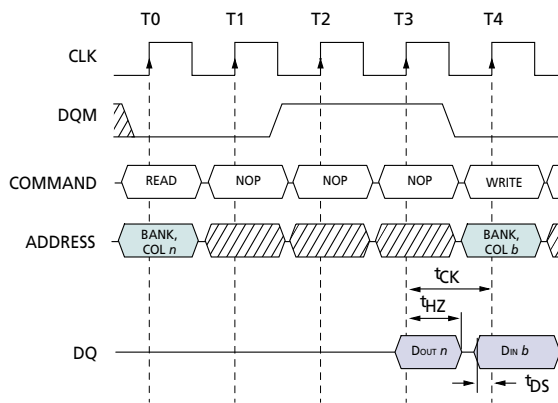 T0 T1 T2 T3 T4
CLK
DQM
COMMAND READ NOP NOP NOP WRITE
ADDRESS BANK, COL n BANK, COL b
tCK
tHZ
DQ DOUT n DIN b
tDS